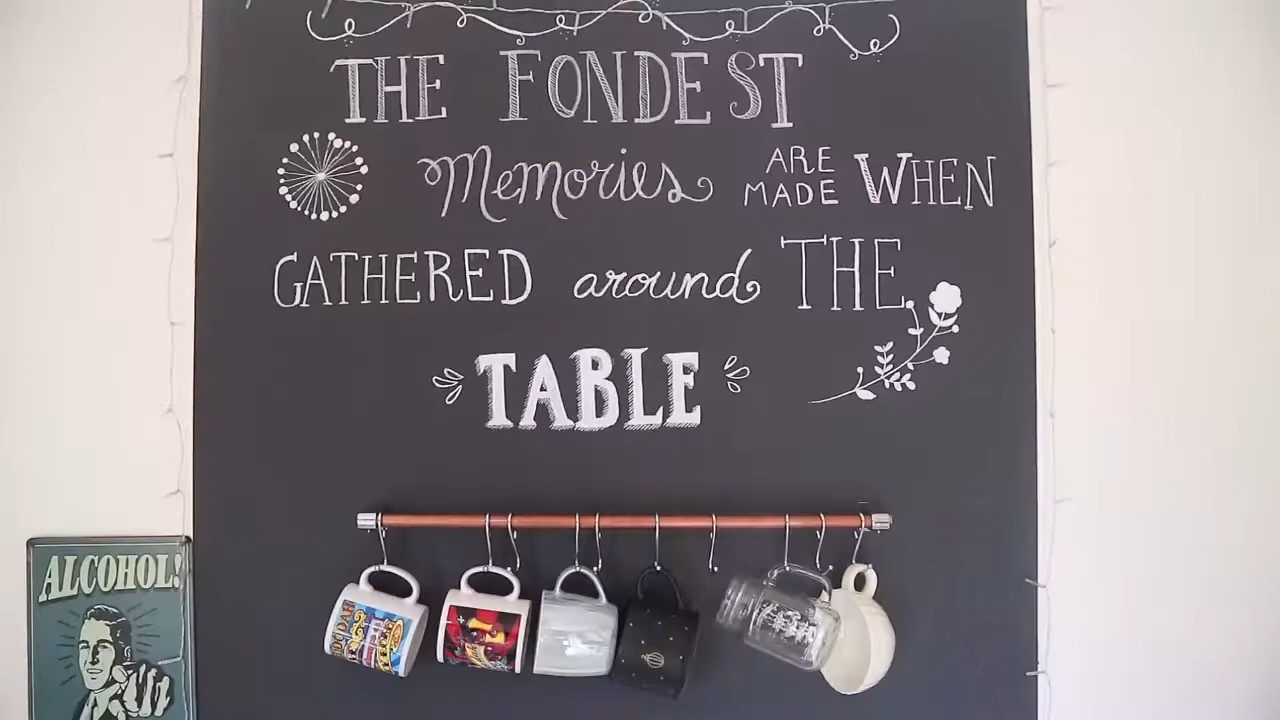 THE FONDEST
Memories ARE MADE WHEN
GATHERED around THE
TABLE
ALCOHOL!